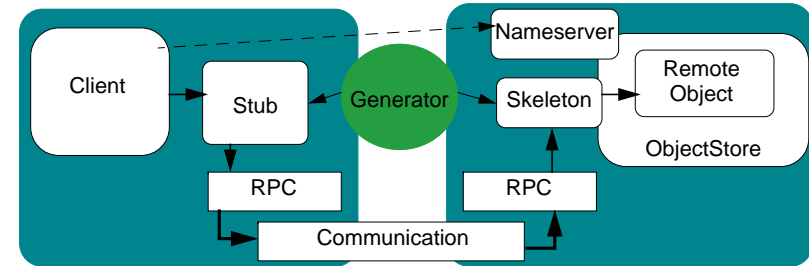 Nameserver
Client
Remote
Object
Stub
Generator
Skeleton
ObjectStore
RPC
RPC
Communication